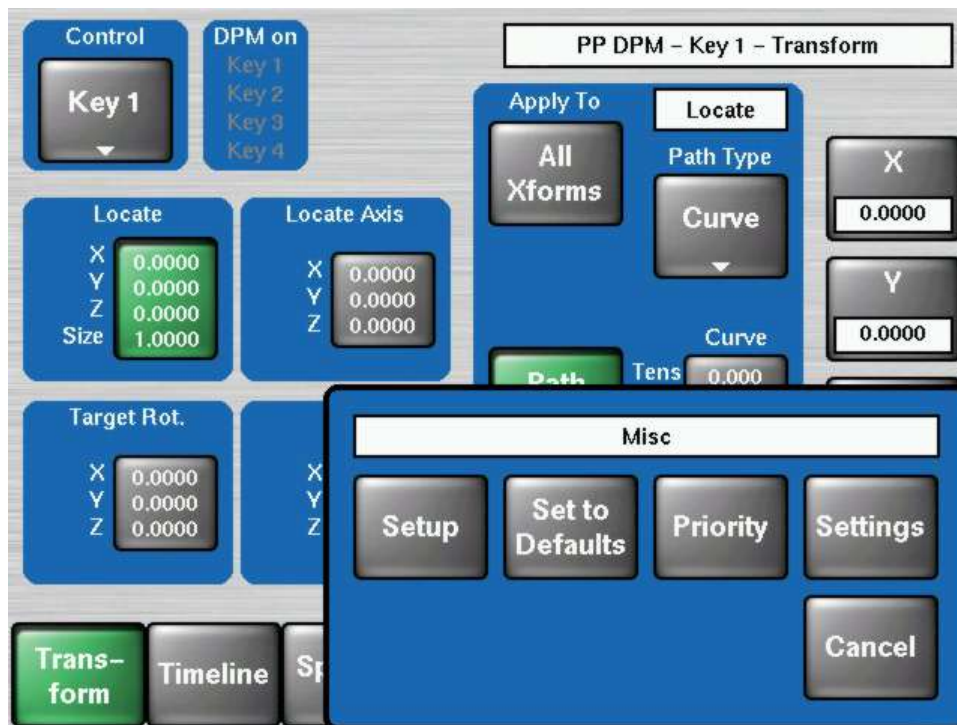 Control
Key 1
DPM on
Key 1
Key 2
Key 3
Key 4
PP DPM – Key 1 – Transform
Apply To
All
Xforms
Locate
Path Type
Curve
X
0.0000
Y
0.0000
Locate
X 0.0000
Y 0.0000
Z 0.0000
Size 1.0000
Locate Axis
X 0.0000
Y 0.0000
Z 0.0000
Curve
Path
Tens 0.000
Target Rot.
X 0.0000
Y 0.0000
Z 0.0000
X
Y
Z
Misc
Setup
Set to
Defaults
Priority
Settings
Cancel
Trans–
form
Timeline